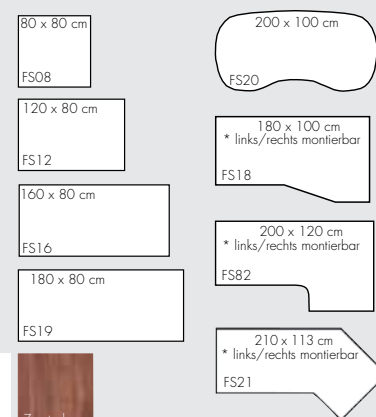 80 x 80 cm
FS08
120 x 80 cm
FS12
160 x 80 cm
FS16
180 x 80 cm
FS19
200 x 100 cm
FS20
180 x 100 cm
* links/rechts montierbar
FS18
200 x 120 cm
* links/rechts montierbar
FS82
210 x 113 cm
* links/rechts montierbar
FS21